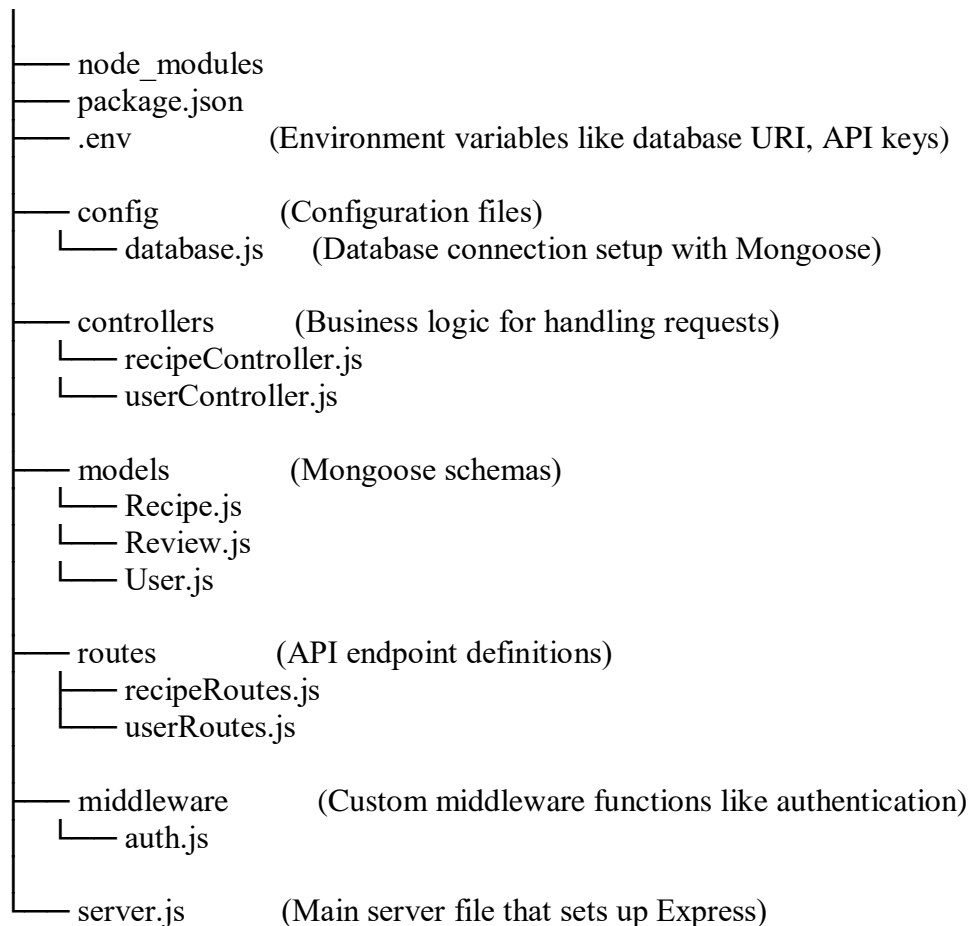 node_modules
package.json
.env (Environment variables like database URI, API keys)
config (Configuration files)
database.js (Database connection setup with Mongoose)
controllers (Business logic for handling requests)
recipeController.js
userController.js
models (Mongoose schemas)
Recipe.js
Review.js
User.js
routes (API endpoint definitions)
recipeRoutes.js
userRoutes.js
middleware (Custom middleware functions like authentication)
auth.js
server.js (Main server file that sets up Express)